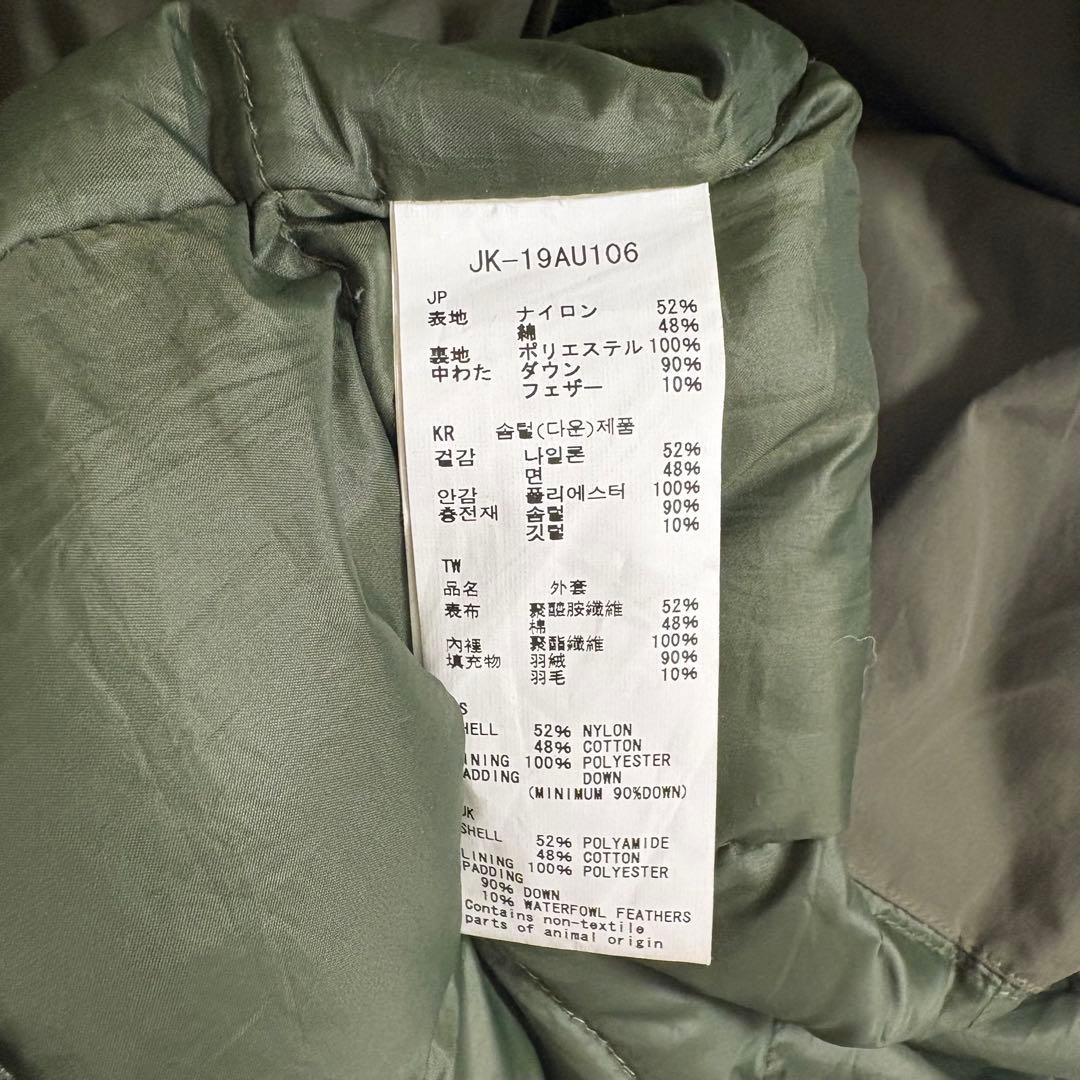 JK-19AU106
JP
表地 ナイロン 52%
綿 48%
裏地 ポリエステル 100%
中わた ダウン 90%
フェザー 10%
KR 솜털(다운)제품
겉감 나일론 52%
면 48%
안감 폴리에스터 100%
충전재 솜털 90%
깃털 10%
TW
品名 外套
表布 聚醯胺纖維 52%
棉 48%
內裡 聚酯纖維 100%
填充物 羽絨 90%
羽毛 10%
S
HELL 52% NYLON
48% COTTON
INING 100% POLYESTER
ADDING DOWN
(MINIMUM 90%DOWN)
UK
SHELL 52% POLYAMIDE
48% COTTON
LINING 100% POLYESTER
PADDING
90% DOWN
10% WATERFOWL FEATHERS
Contains non-textile
parts of animal origin